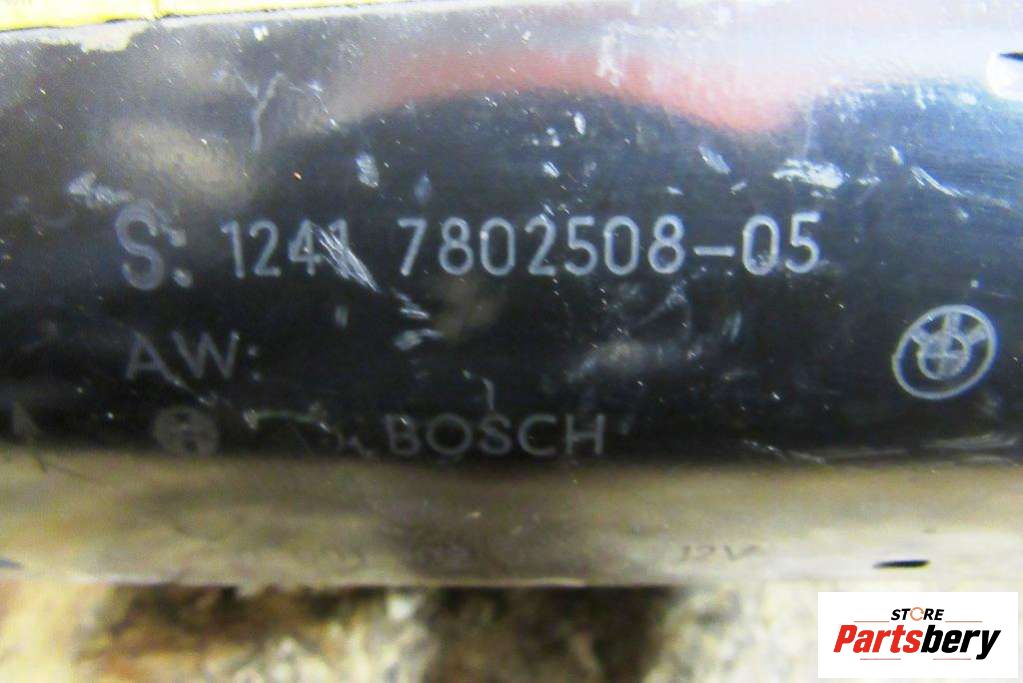 S: 1241 7802508-05
AW:
BOSCH
12V
STORE
Partsbery